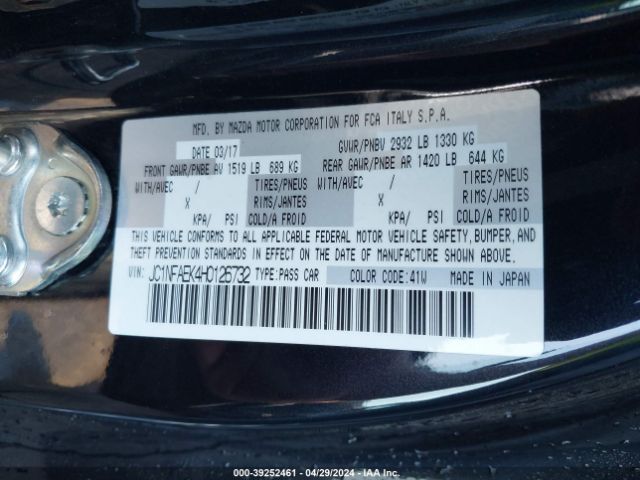 MFD. BY MAZDA MOTOR CORPORATION FOR FCA ITALY S.P.A.
DATE 03/17 GVWR/PNBV 2932 LB 1330 KG
FRONT GAWR/PNBE AV 1519 LB 689 KG REAR GAWR/PNBE AR 1420 LB 644 KG
WITH/AVEC / TIRES/PNEUS WITH/AVEC / TIRES/PNEUS
X RIMS/JANTES X RIMS/JANTES
KPA/ PSI COLD/A FROID KPA/ PSI COLD/A FROID
THIS VEHICLE CONFORMS TO ALL APPLICABLE FEDERAL MOTOR VEHICLE SAFETY, BUMPER, AND
THEFT PREVENTION STANDARDS IN EFFECT ON THE DATE OF MANUFACTURE SHOWN ABOVE.
VIN: JC1NFAEK4H0126732 TYPE:PASS CAR COLOR CODE:41W MADE IN JAPAN
000-39252461 - 04/29/2024 - IAA Inc.